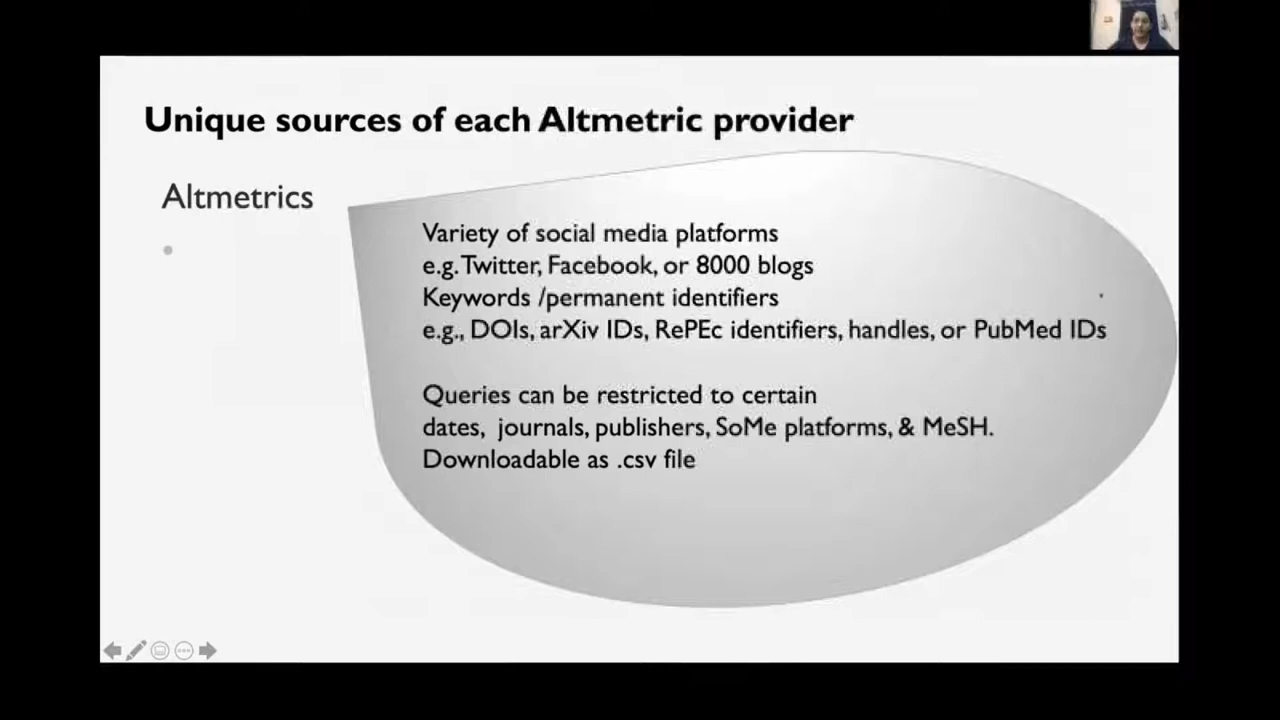 Unique sources of each Altmetric provider
Altmetrics
Variety of social media platforms
e.g. Twitter, Facebook, or 8000 blogs
Keywords /permanent identifiers
e.g., DOIs, arXiv IDs, RePEc identifiers, handles, or PubMed IDs
Queries can be restricted to certain
dates, journals, publishers, SoMe platforms, & MeSH.
Downloadable as .csv file